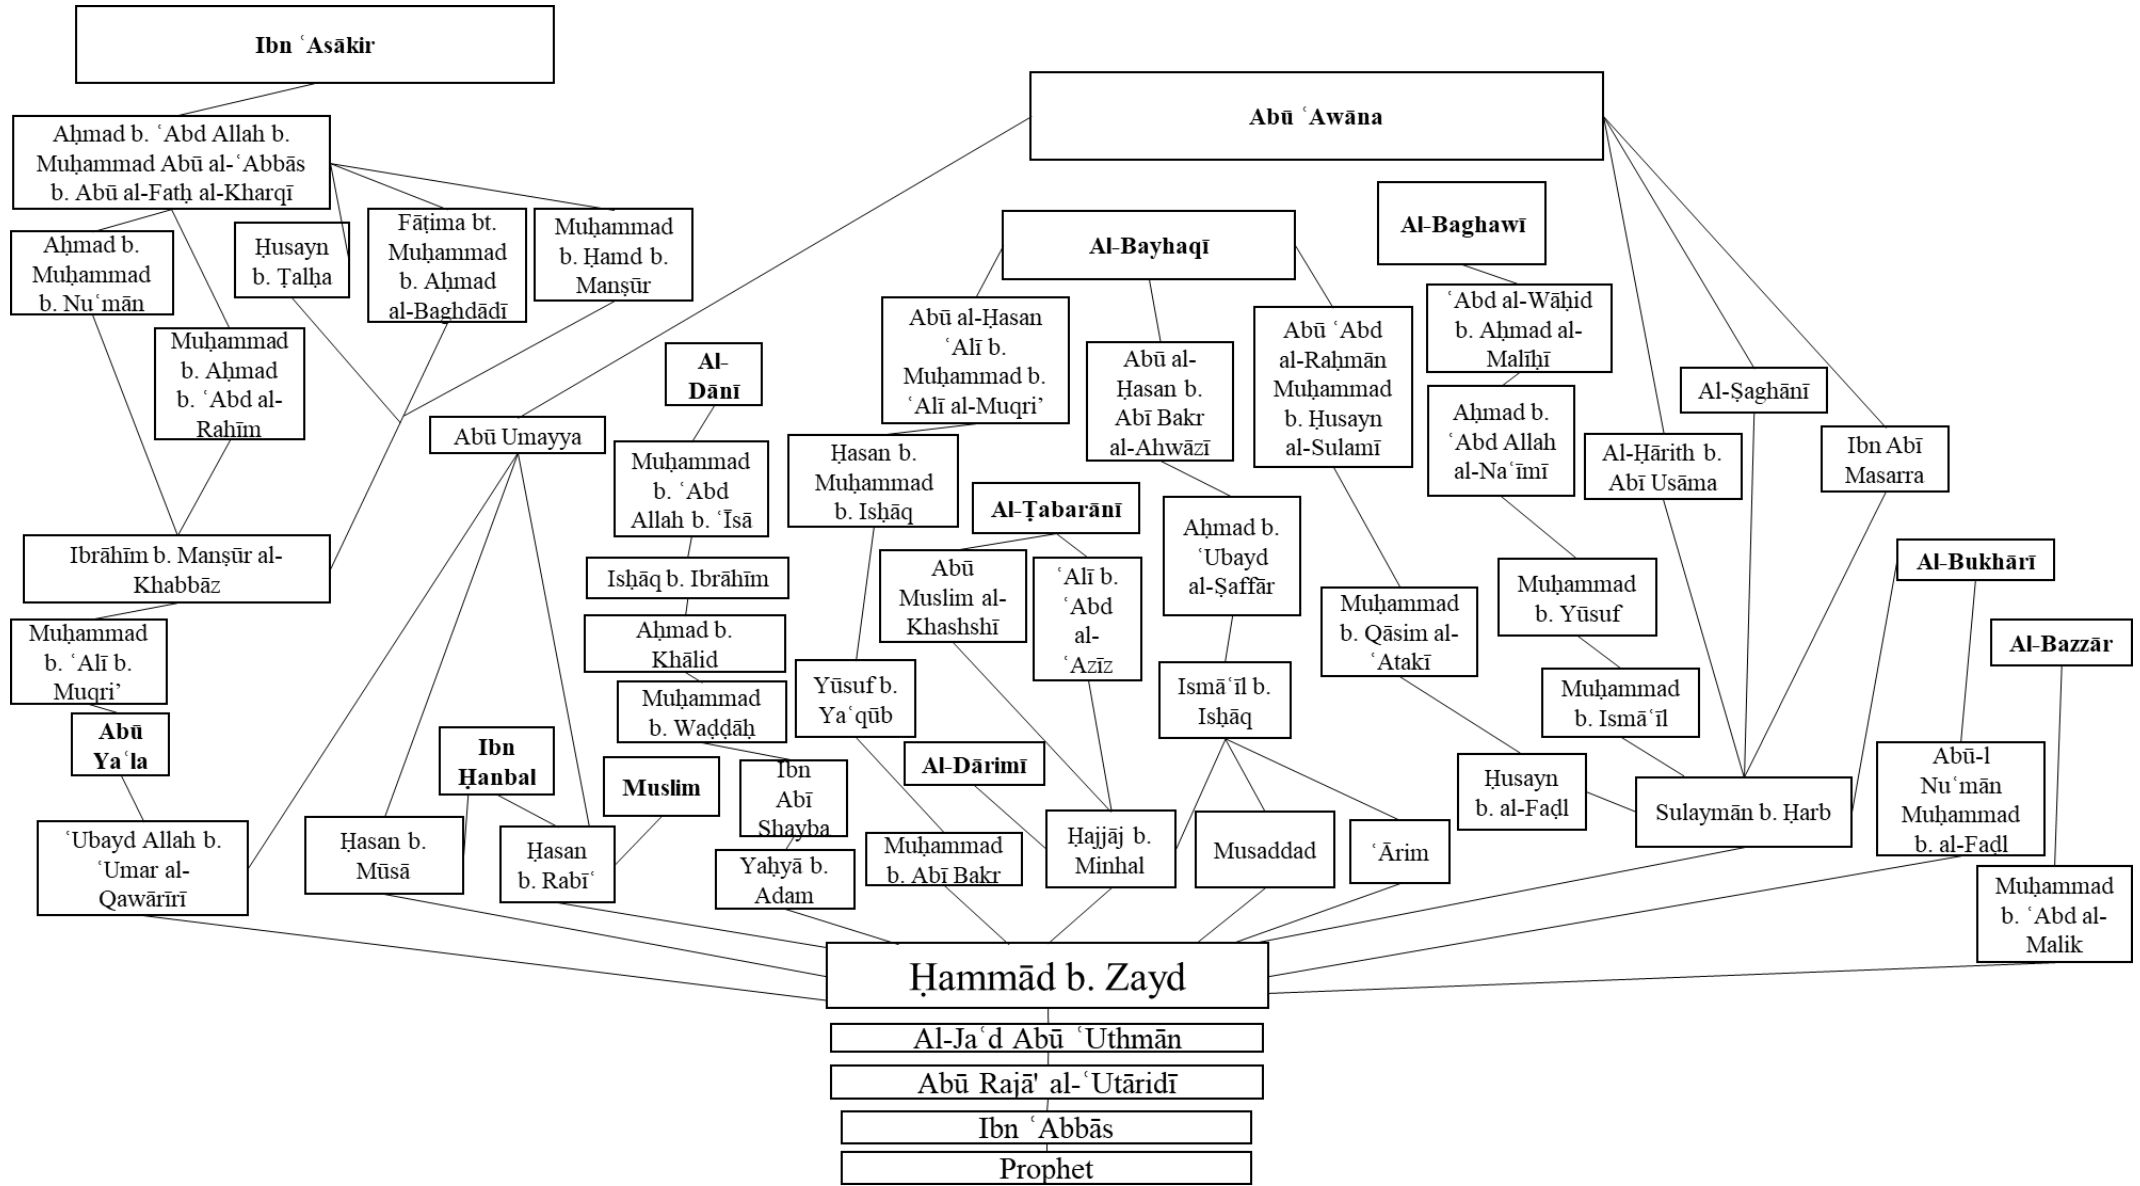 Ibn ʿAsākir
Abū ʿAwāna
Aḥmad b. ʿAbd Allah b.
Muḥammad Abū al-ʿAbbās
b. Abū al-Fatḥ al-Kharqī
Al-Baghawī
Aḥmad b.
Muḥammad
b. Nuʿmān
Ḥusayn
b. Ṭalḥa
Fāṭima bt.
Muḥammad
b. Aḥmad
al-Baghdādī
Muḥammad
b. Ḥamd b.
Manṣūr
Al-Bayhaqī
ʿAbd al-Wāḥid
b. Aḥmad al-
Malīḥī
Abū al-Ḥasan
ʿAlī b.
Muḥammad b.
ʿAlī al-Muqri’
Abū al-
Ḥasan b.
Abī Bakr
al-Ahwāzī
Abū ʿAbd
al-Raḥmān
Muḥammad
b. Ḥusayn
al-Sulamī
Muḥammad
b. Aḥmad
b. ʿAbd al-
Raḥīm
Al-
Dānī
Aḥmad b.
ʿAbd Allah
al-Naʿīmī
Al-Ṣaghānī
Abū Umayya
Muḥammad
b. ʿAbd
Allah b. ʿĪsā
Ḥasan b.
Muḥammad
b. Isḥāq
Al-Ḥārith b.
Abī Usāma
Ibn Abī
Masarra
Al-Ṭabarānī
Aḥmad b.
ʿUbayd
al-Ṣaffār
Ibrāhīm b. Manṣūr al-
Khabbāz
Isḥāq b. Ibrāhīm
Abū
Muslim al-
Khashshī
ʿAlī b.
ʿAbd
al-
ʿAzīz
Muḥammad
b. Yūsuf
Al-Bukhārī
Muḥammad
b. ʿAlī b.
Muqri’
Aḥmad b.
Khālid
Muḥammad
b. Qāsim al-
ʿAtakī
Al-Bazzār
Muḥammad
b. Waḍḍāḥ
Yūsuf b.
Yaʿqūb
Ismāʿīl b.
Isḥāq
Muḥammad
b. Ismāʿīl
Abū
Yaʿla
Ibn
Ḥanbal
Muslim
Ibn
Abī
Shayba
Al-Dārimī
Ḥusayn
b. al-Faḍl
Sulaymān b. Ḥarb
Abū-l
Nuʿmān
Muḥammad
b. al-Faḍl
ʿUbayd Allah b.
ʿUmar al-
Qawārīrī
Ḥasan b.
Mūsā
Ḥasan
b. Rabīʿ
Yaḥyā b.
Adam
Muḥammad
b. Abī Bakr
Ḥajjāj b.
Minhal
Musaddad
ʿĀrim
Muḥammad
b. ʿAbd al-
Malik
Ḥammād b. Zayd
Al-Jaʿd Abū ʿUthmān
Abū Rajā' al-ʿUtāridī
Ibn ʿAbbās
Prophet